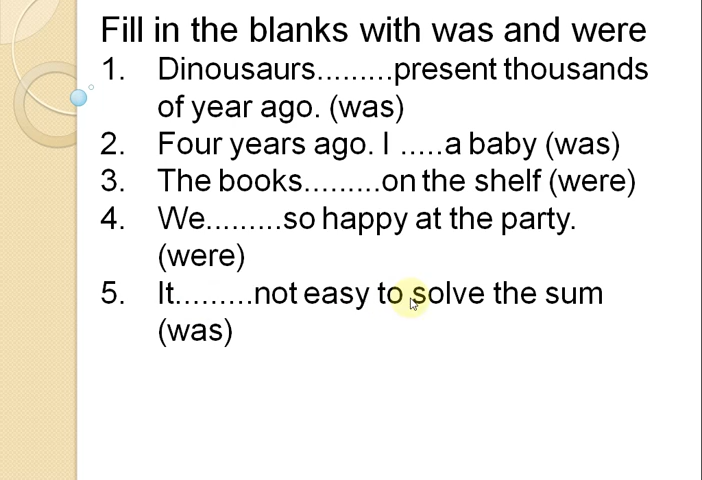 Fill in the blanks with was and were
1. Dinousaurs.........present thousands
of year ago. (was)
2. Four years ago. I .....a baby (was)
3. The books.........on the shelf (were)
4. We.........so happy at the party.
(were)
5. It.........not easy to solve the sum
(was)